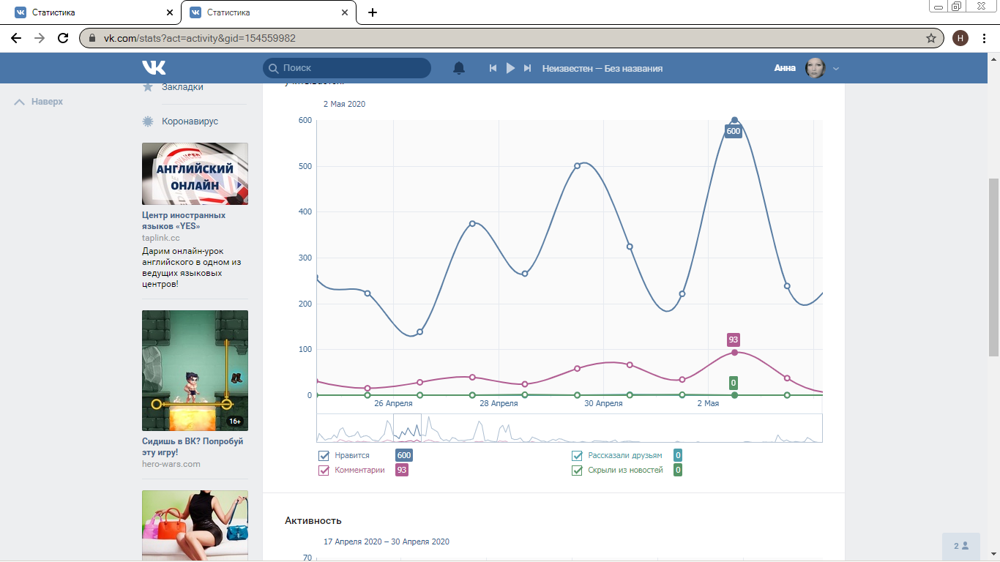 Статистика
Статистика
vk.com/stats?act=activity&gid=154559982
Н
Поиск
Неизвестен — Без названия
Анна
Наверх
Закладки
Коронавирус
АНГЛИЙСКИЙ
ОНЛАЙН
Центр иностранных
языков «YES»
taplink.cc
Дарим онлайн-урок
английского в одном из
ведущих языковых
центров!
16+
Сидишь в ВК? Попробуй
эту игру!
hero-wars.com
2 Мая 2020
600
500
400
300
200
100
0
600
93
0
26 Апреля
28 Апреля
30 Апреля
2 Мая
Нравится 600
Рассказали друзьям 0
Комментарии 93
Скрыли из новостей 0
Активность
17 Апреля 2020 – 30 Апреля 2020
70
2